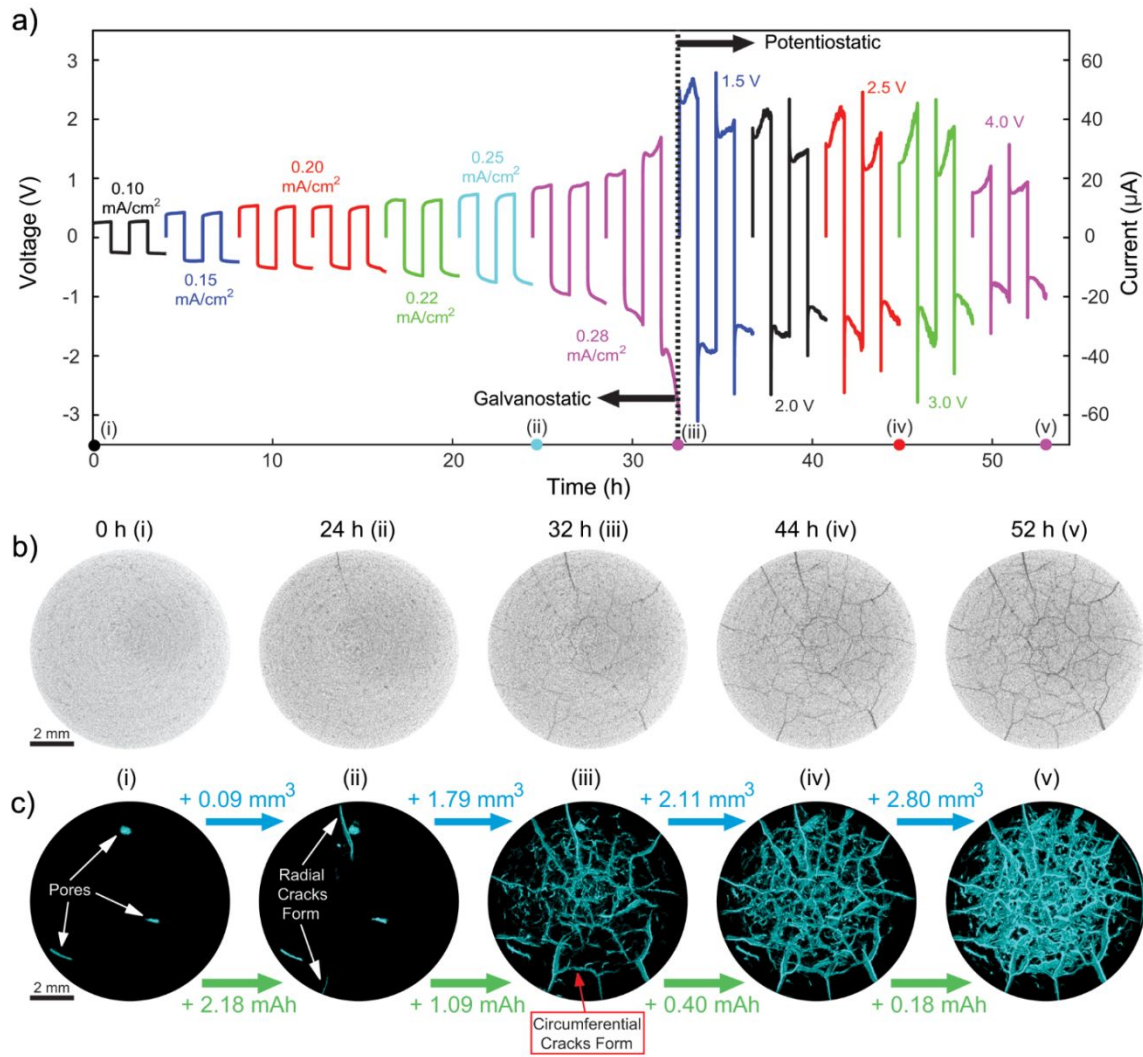 a)
Potentiostatic
Galvanostatic
Voltage (V)
3
2
1
0
-1
-2
-3
Current (µA)
60
40
20
0
-20
-40
-60
0.10
mA/cm²
0.15
mA/cm²
0.20
mA/cm²
0.22
mA/cm²
0.25
mA/cm²
0.28
mA/cm²
1.5 V
2.0 V
2.5 V
3.0 V
4.0 V
(i)
(ii)
(iii)
(iv)
(v)
0
10
20
30
40
50
Time (h)
b)
0 h (i)
24 h (ii)
32 h (iii)
44 h (iv)
52 h (v)
2 mm
c)
(i)
(ii)
(iii)
(iv)
(v)
+ 0.09 mm³
+ 1.79 mm³
+ 2.11 mm³
+ 2.80 mm³
Pores
Radial
Cracks
Form
2 mm
+ 2.18 mAh
+ 1.09 mAh
+ 0.40 mAh
+ 0.18 mAh
Circumferential
Cracks Form